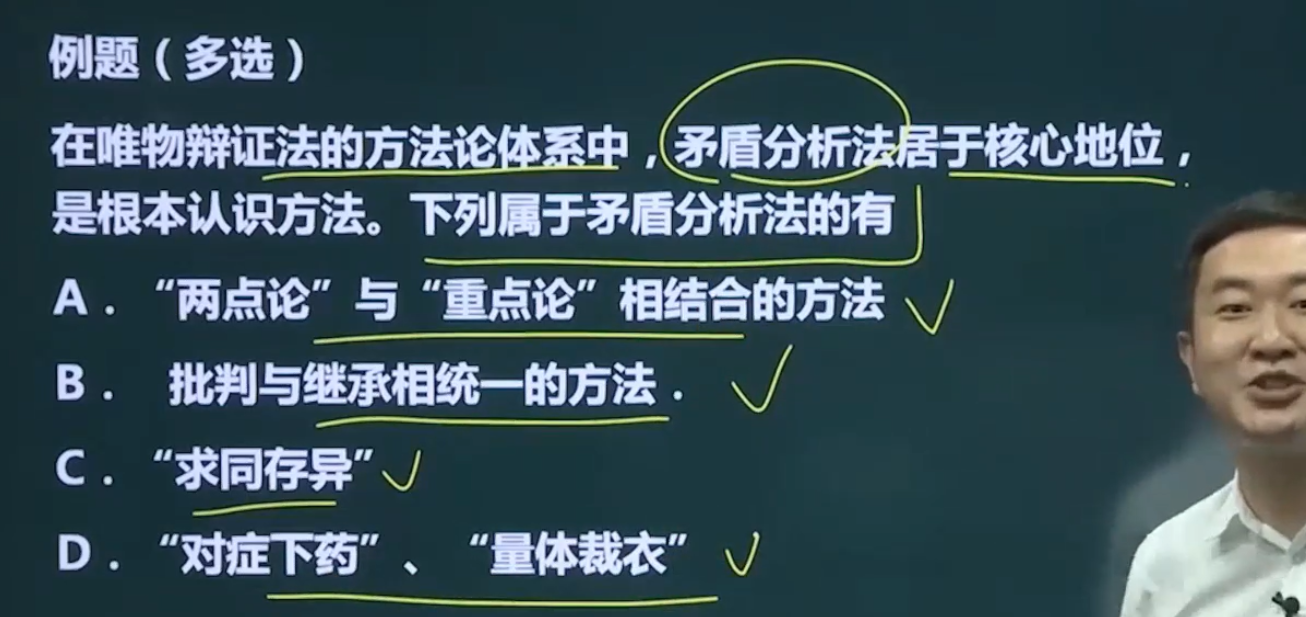 例题（多选）
在唯物辩证法的方法论体系中，矛盾分析法居于核心地位，
是根本认识方法。下列属于矛盾分析法的有
A．“两点论”与“重点论”相结合的方法
B． 批判与继承相统一的方法．
C．“求同存异”
D．“对症下药”、“量体裁衣”